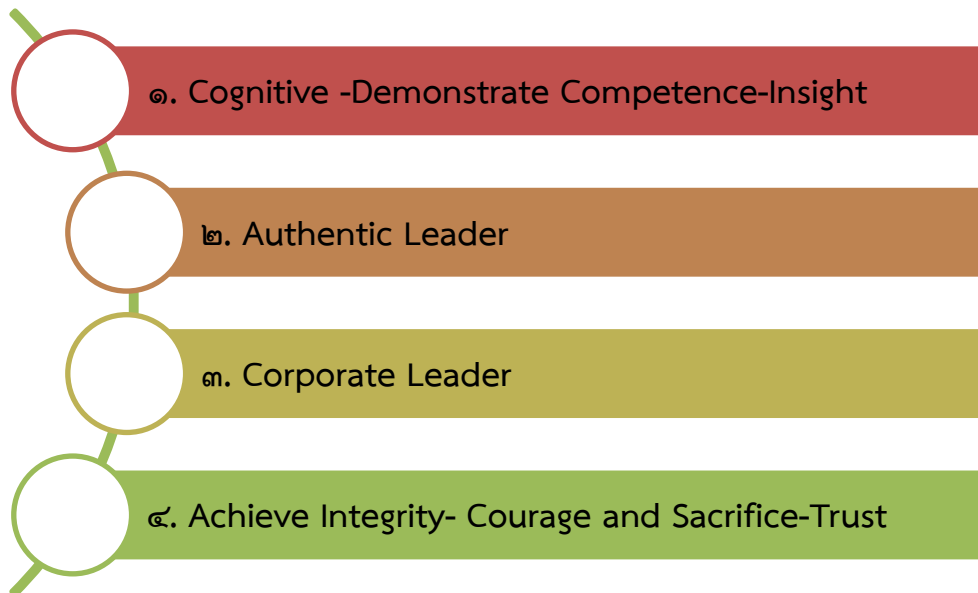 ๑. Cognitive -Demonstrate Competence-Insight
๒. Authentic Leader
๓. Corporate Leader
๔. Achieve Integrity- Courage and Sacrifice-Trust